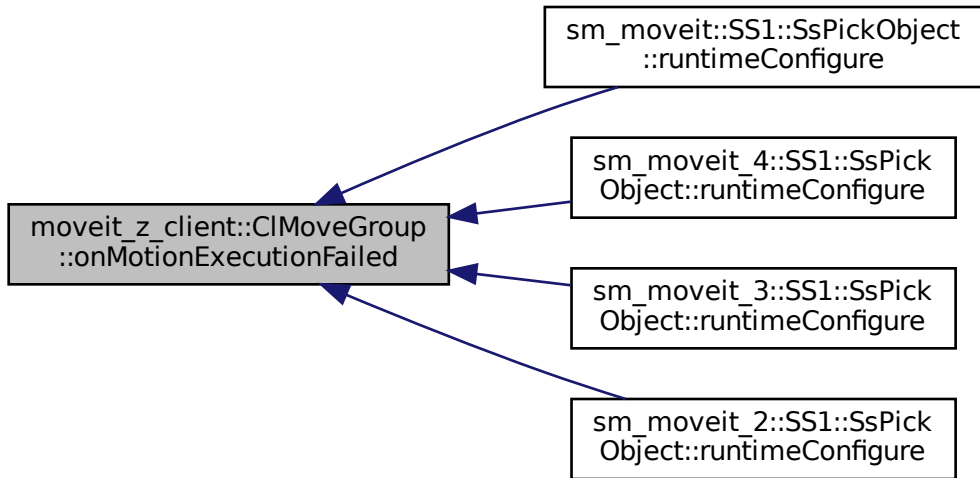 sm_moveit::SS1::SsPickObject
::runtimeConfigure
sm_moveit_4::SS1::SsPick
Object::runtimeConfigure
moveit_z_client::ClMoveGroup
::onMotionExecutionFailed
sm_moveit_3::SS1::SsPick
Object::runtimeConfigure
sm_moveit_2::SS1::SsPick
Object::runtimeConfigure